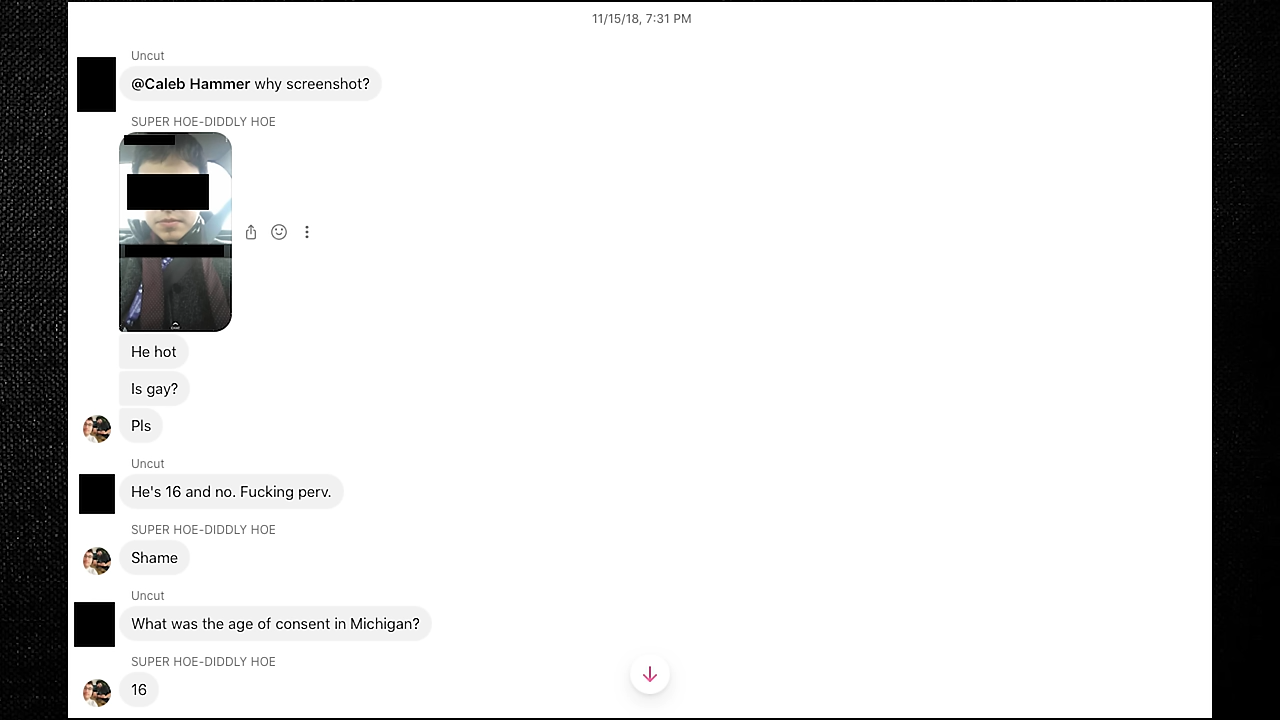 11/15/18, 7:31 PM
Uncut
@Caleb Hammer why screenshot?
SUPER HOE-DIDDLY HOE
He hot
Is gay?
Pls
Uncut
He's 16 and no. Fucking perv.
SUPER HOE-DIDDLY HOE
Shame
Uncut
What was the age of consent in Michigan?
SUPER HOE-DIDDLY HOE
16